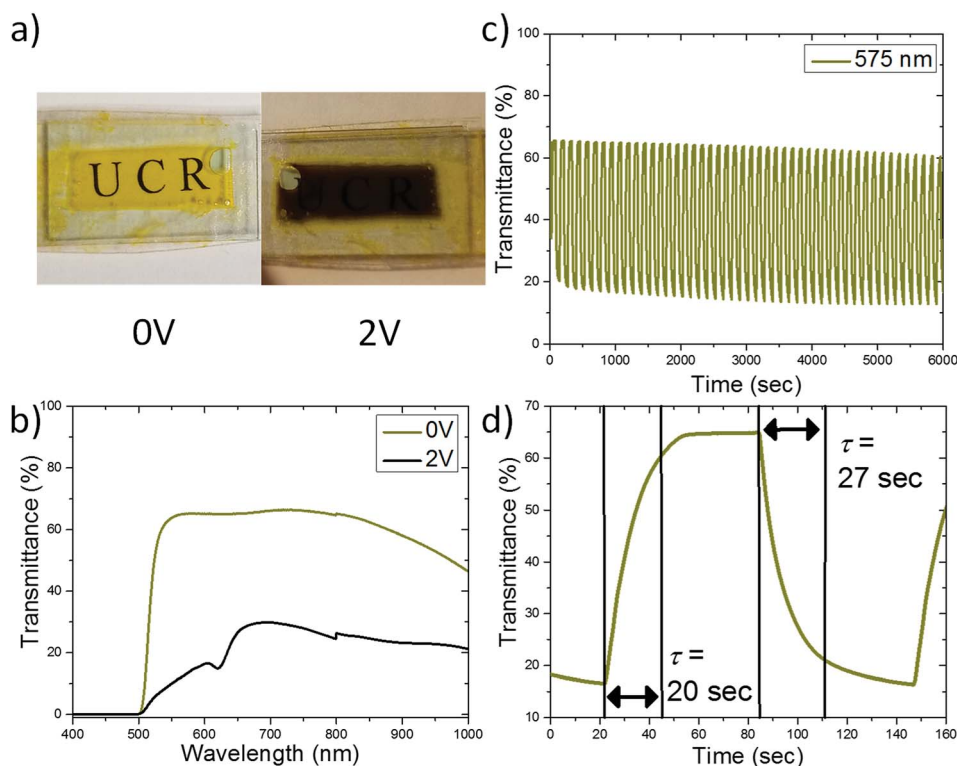 a)
U C R
U C R
0V
2V
b)
100
80
60
40
20
0
400
500
600
700
800
900
1000
Transmittance (%)
Wavelength (nm)
0V
2V
c)
100
80
60
40
20
0
0
1000
2000
3000
4000
5000
6000
Transmittance (%)
Time (sec)
575 nm
d)
70
60
50
40
30
20
10
0
20
40
60
80
100
120
140
160
Transmittance (%)
Time (sec)
τ =
20 sec
τ =
27 sec